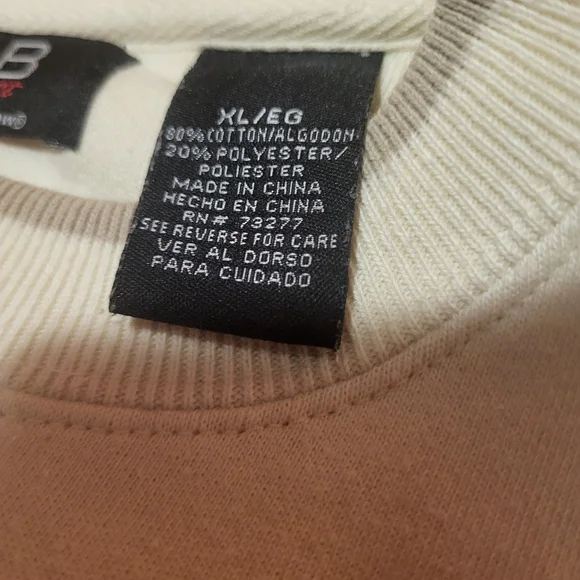 B
XL/EG
80% COTTON/ALGODON
20% POLYESTER/
POLIESTER
MADE IN CHINA
HECHO EN CHINA
RN# 73277
SEE REVERSE FOR CARE
VER AL DORSO
PARA CUIDADO